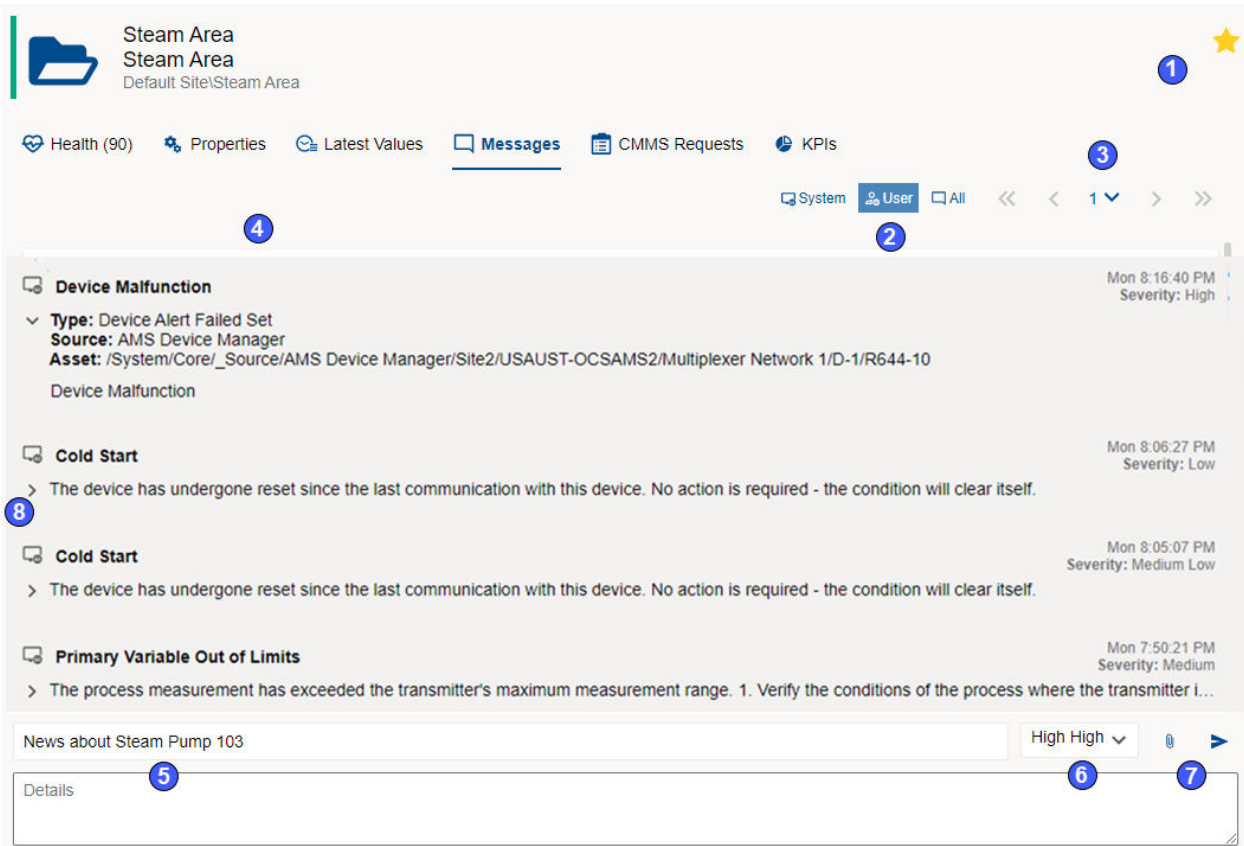 Steam Area
Steam Area
Default Site\Steam Area
1
Health (90) Properties Latest Values Messages CMMS Requests KPIs
3
System User All 1
4
2
Device Malfunction
Mon 8:16:40 PM
Severity: High
Type: Device Alert Failed Set
Source: AMS Device Manager
Asset: /System/Core/_Source/AMS Device Manager/Site2/USAUST-OCSAMS2/Multiplexer Network 1/D-1/R644-10
Device Malfunction
Cold Start
Mon 8:06:27 PM
Severity: Low
The device has undergone reset since the last communication with this device. No action is required - the condition will clear itself.
8
Cold Start
Mon 8:05:07 PM
Severity: Medium Low
The device has undergone reset since the last communication with this device. No action is required - the condition will clear itself.
Primary Variable Out of Limits
Mon 7:50:21 PM
Severity: Medium
The process measurement has exceeded the transmitter's maximum measurement range. 1. Verify the conditions of the process where the transmitter i...
News about Steam Pump 103
High High
5
6
7
Details